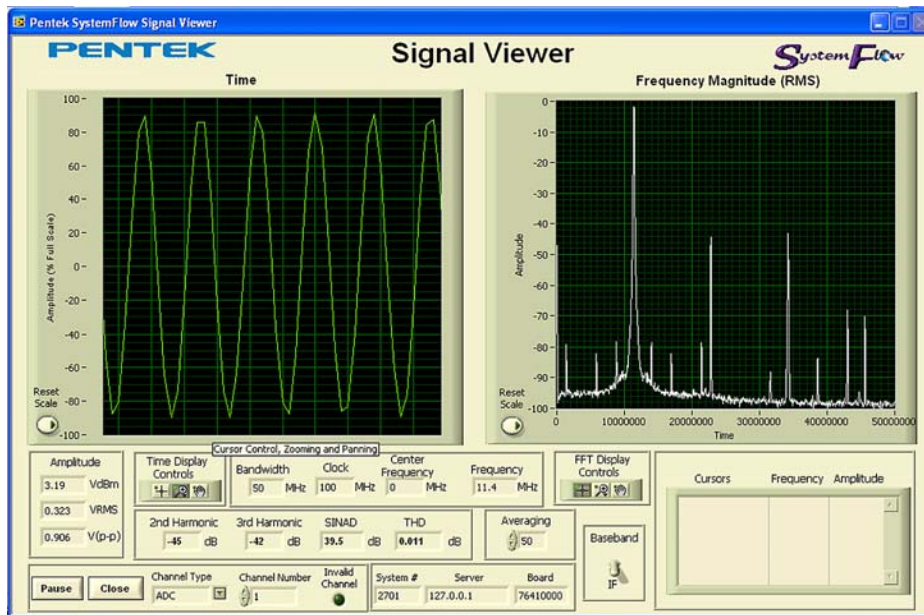 Pentek SystemFlow Signal Viewer
PENTEK
Signal Viewer
SystemFlow
Time
Frequency Magnitude (RMS)
Amplitude (% Full Scale)
100
80
60
40
20
0
-20
-40
-60
-80
-100
Reset
Scale
Amplitude
0
-10
-20
-30
-40
-50
-60
-70
-80
-90
-100
0
10000000
20000000
30000000
40000000
50000000
Time
Reset
Scale
Cursor Control, Zooming and Panning
Amplitude
3.19 VdBm
0.323 VRMS
0.906 V(p-p)
Time Display
Controls
Bandwidth
50 MHz
Clock
100 MHz
Center
Frequency
0 MHz
Frequency
11.4 MHz
FFT Display
Controls
Cursors Frequency Amplitude
2nd Harmonic
-45 dB
3rd Harmonic
-42 dB
SINAD
39.5 dB
THD
0.011 dB
Averaging
50
Baseband
IF
Pause
Close
Channel Type
ADC
Channel Number
1
Invalid
Channel
System #
2701
Server
127.0.0.1
Board
76410000